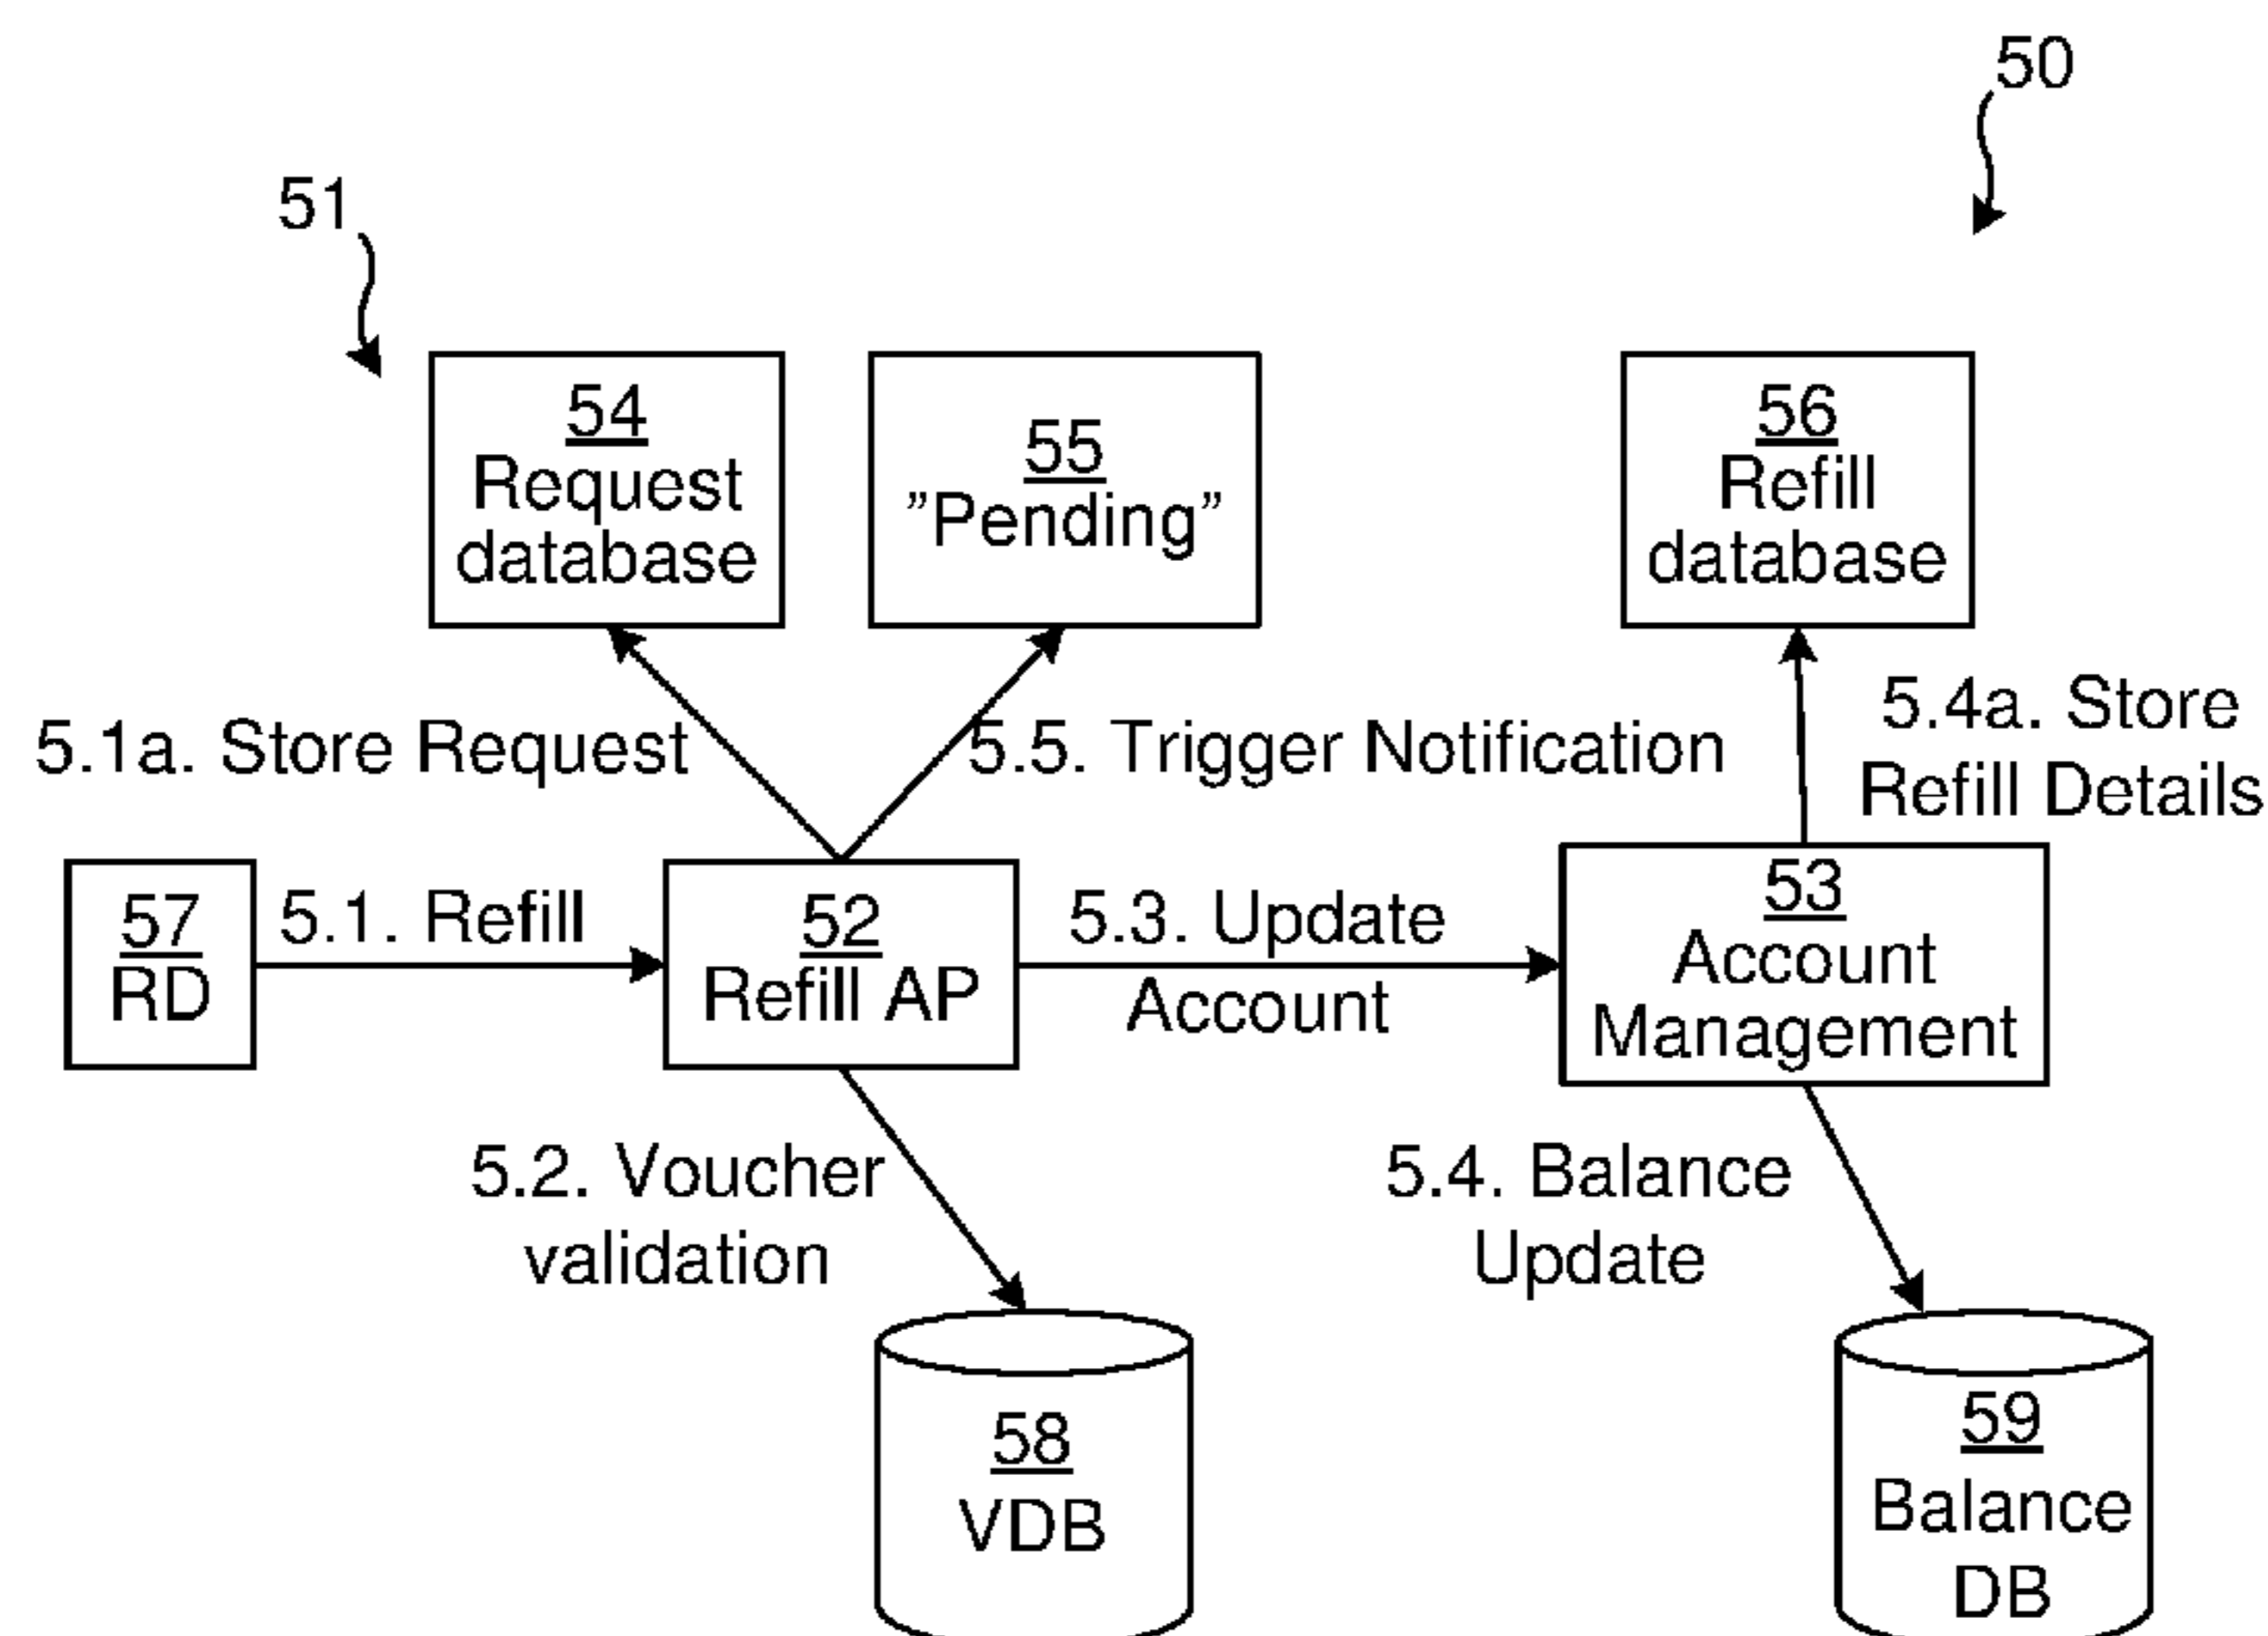 50
51
54
Request
database
55
”Pending”
56
Refill
database
5.1a. Store Request
5.5. Trigger Notification
5.4a. Store
Refill Details
57
RD
5.1. Refill
52
Refill AP
5.3. Update
Account
53
Account
Management
5.2. Voucher
validation
5.4. Balance
Update
58
VDB
59
Balance
DB